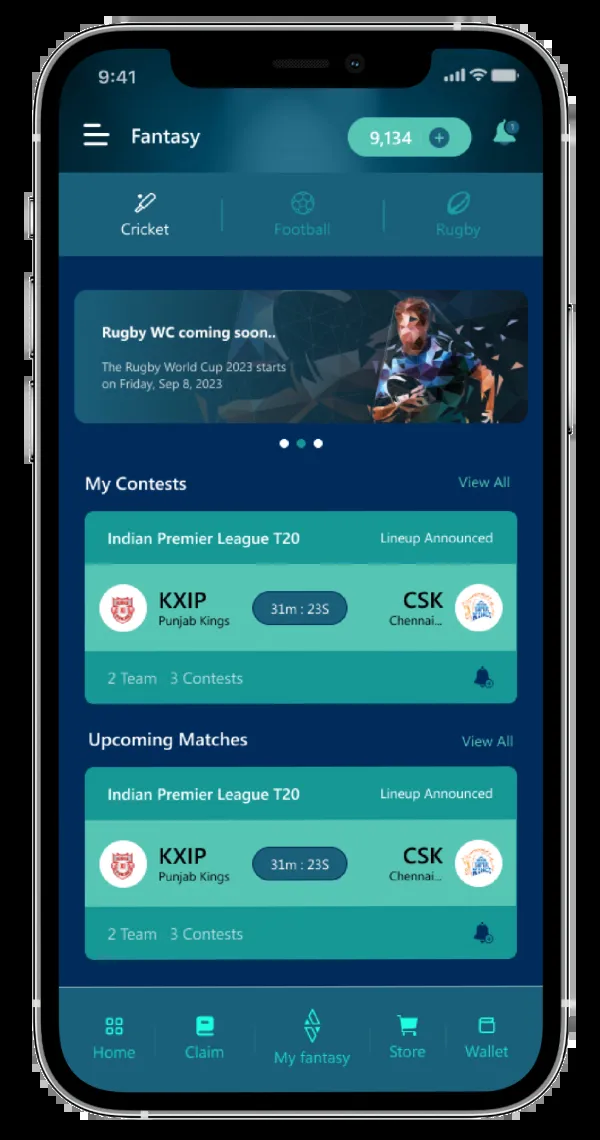 9:41
Fantasy
9,134
1
Cricket
Football
Rugby
Rugby WC coming soon..
The Rugby World Cup 2023 starts
on Friday, Sep 8, 2023
My Contests
View All
Indian Premier League T20
Lineup Announced
KXIP
Punjab Kings
31m : 23S
CSK
Chennai...
2 Team 3 Contests
Upcoming Matches
View All
Indian Premier League T20
Lineup Announced
KXIP
Punjab Kings
31m : 23S
CSK
Chennai...
2 Team 3 Contests
Home
Claim
My fantasy
Store
Wallet